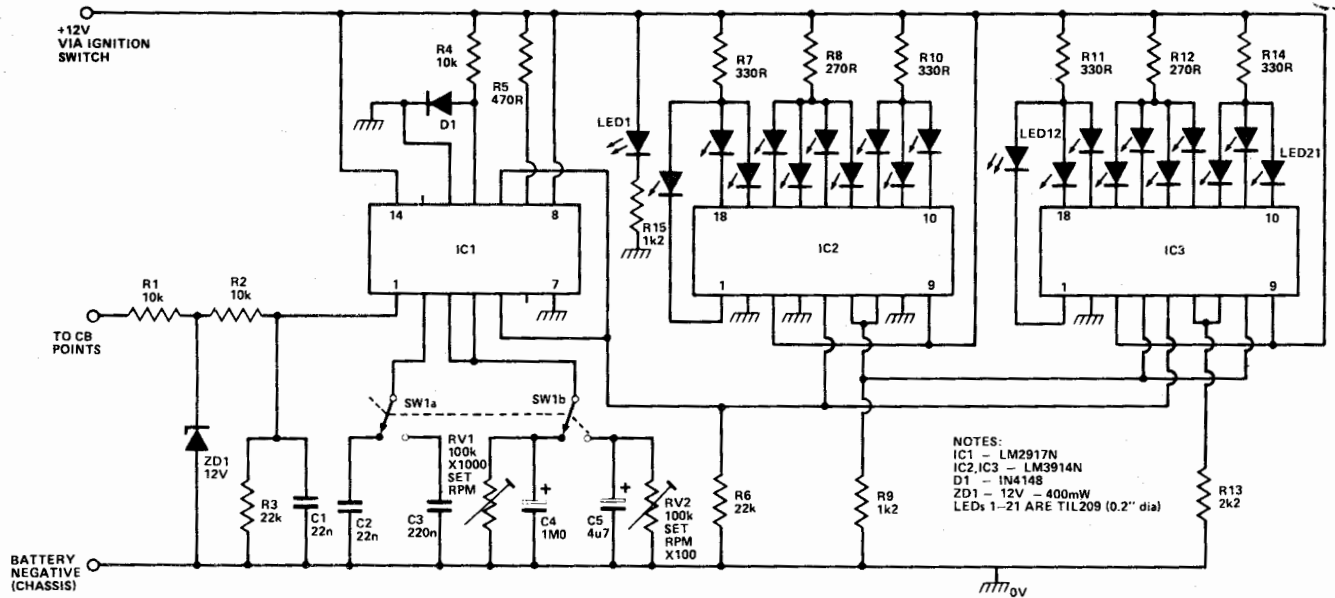 +12V
VIA IGNITION
SWITCH
R4
10k
R5
470R
D1
LED1
R15
1k2
R7
330R
R8
270R
R10
330R
R11
330R
R12
270R
R14
330R
LED12
LED21
14
8
IC1
1
7
18
10
IC2
1
9
18
10
IC3
1
9
R1
10k
R2
10k
TO CB
POINTS
SW1a
SW1b
ZD1
12V
R3
22k
C1
22n
C2
22n
C3
220n
RV1
100k
X1000
SET
RPM
+
C4
1M0
+
C5
4u7
RV2
100k
SET
RPM
X100
R6
22k
R9
1k2
R13
2k2
NOTES:
IC1 – LM2917N
IC2,IC3 – LM3914N
D1 – IN4148
ZD1 – 12V – 400mW
LEDs 1–21 ARE TIL209 (0.2" dia)
BATTERY
NEGATIVE
(CHASSIS)
0V